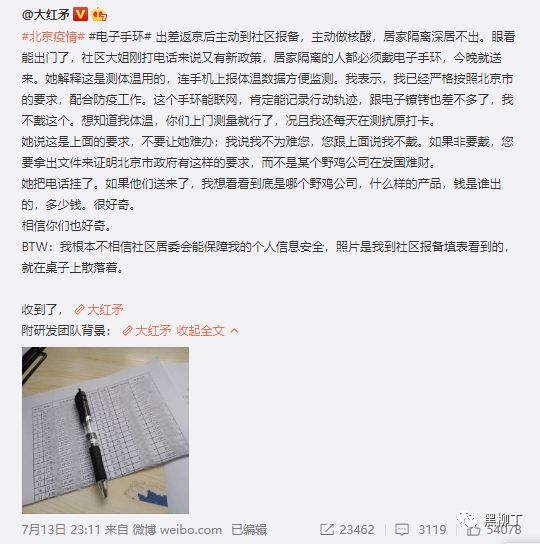 @大红矛
#北京疫情# #电子手环# 出差返京后主动到社区报备，主动做核酸，居家隔离深居不出。眼看
能出门了，社区大姐刚打电话来说又有新政策，居家隔离的人都必须戴电子手环，今晚就送
来。她解释这是测体温用的，连手机上报体温数据方便监测。我表示，我已经严格按照北京市
的要求，配合防疫工作。这个手环能联网，肯定能记录行动轨迹，跟电子镣铐也差不多了，我
不戴这个。想知道我体温，你们上门测量就行了，况且我还每天在测抗原打卡。
她说这是上面的要求，不要让她难办；我说我不为难您，您跟上面说我不戴。如果非要戴，您
要拿出文件来证明北京市政府有这样的要求，而不是某个野鸡公司在发国难财。
她把电话挂了。如果他们送来了，我想看看到底是哪个野鸡公司，什么样的产品，钱是谁出
的，多少钱。很好奇。
相信你们也好奇。
BTW：我根本不相信社区居委会能保障我的个人信息安全，照片是我到社区报备填表看到的，
就在桌子上散落着。
收到了， 大红矛
附研发团队背景： 大红矛 收起全文
7月13日 23:11 来自 微博 weibo.com 已编辑
23462
3119
54078
黑柳丁